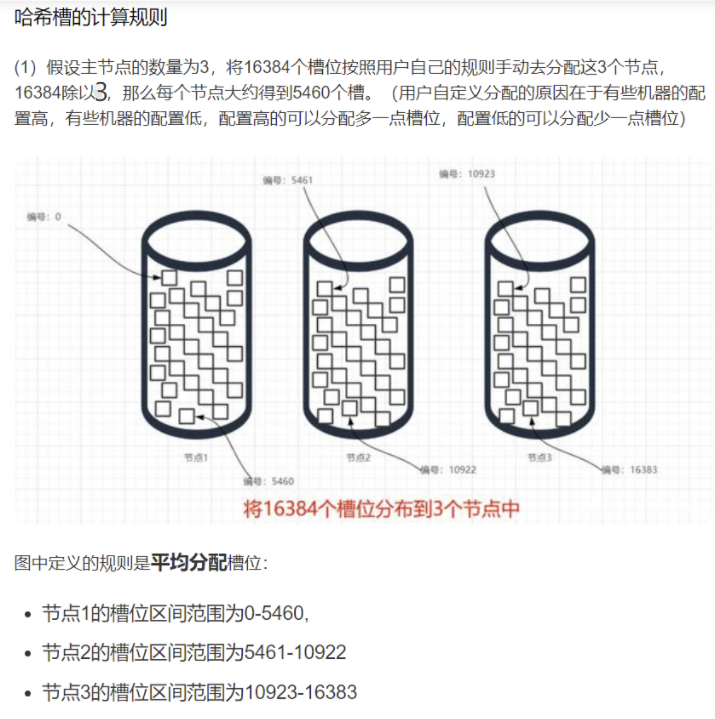 哈希槽的计算规则
(1) 假设主节点的数量为3，将16384个槽位按照用户自己的规则手动去分配这3个节点，
16384除以3，那么每个节点大约得到5460个槽。（用户自定义分配的原因在于有些机器的配
置高，有些机器的配置低，配置高的可以分配多一点槽位，配置低的可以分配少一点槽位）
编号：0
编号：5461
编号：10923
节点1
节点2
节点3
编号：5460
编号：10922
编号：16383
将16384个槽位分布到3个节点中
图中定义的规则是平均分配槽位：
• 节点1的槽位区间范围为0-5460,
• 节点2的槽位区间范围为5461-10922
• 节点3的槽位区间范围为10923-16383